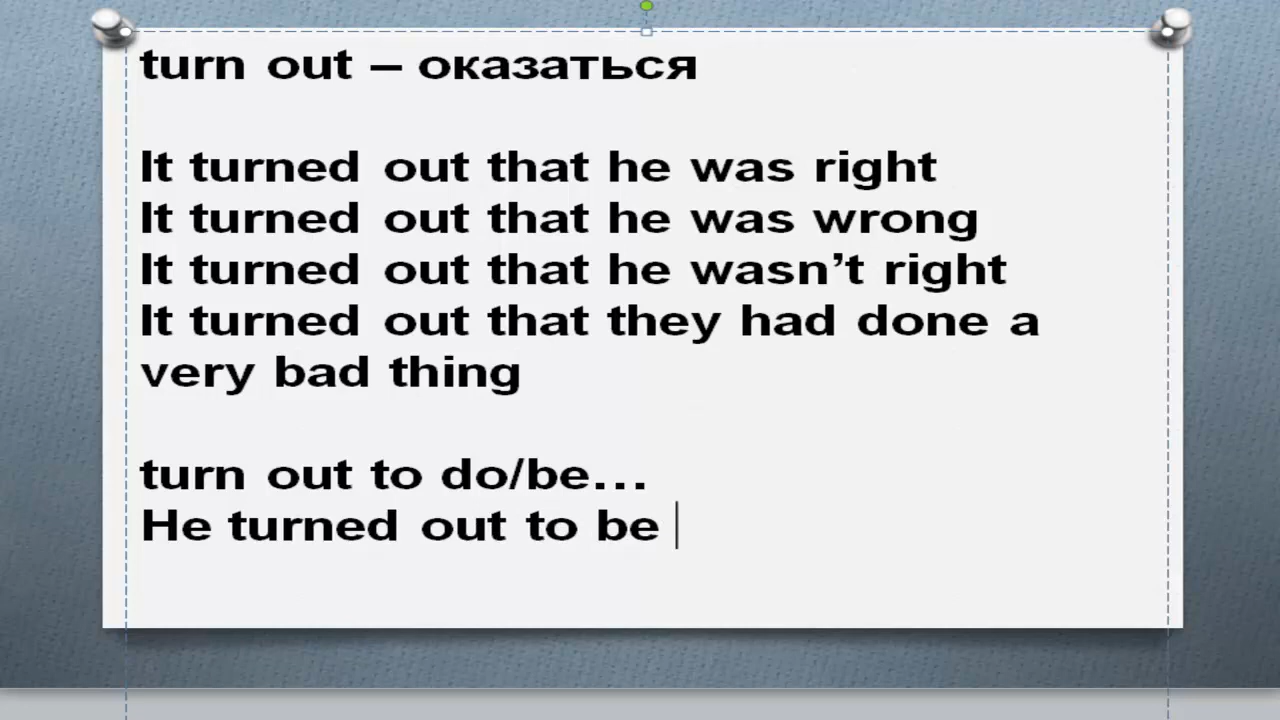 turn out – оказаться
It turned out that he was right
It turned out that he was wrong
It turned out that he wasn’t right
It turned out that they had done a
very bad thing
turn out to do/be…
He turned out to be